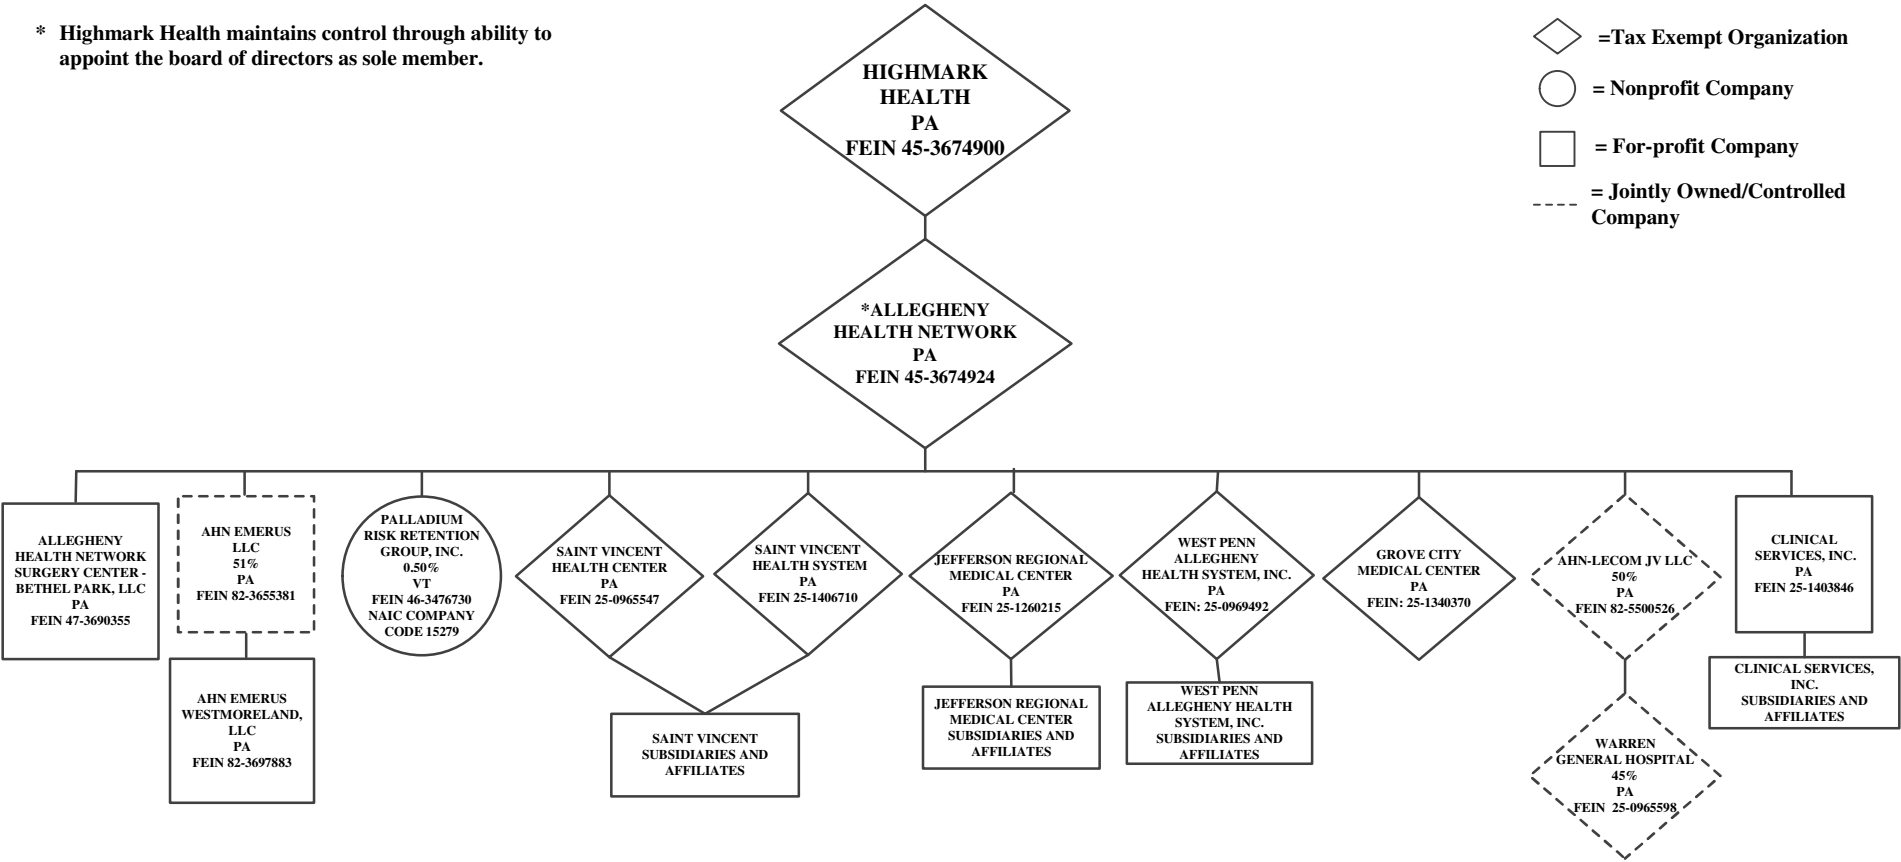 * Highmark Health maintains control through ability to
appoint the board of directors as sole member.
=Tax Exempt Organization
= Nonprofit Company
= For-profit Company
= Jointly Owned/Controlled
Company
HIGHMARK
HEALTH
PA
FEIN 45-3674900
*ALLEGHENY
HEALTH NETWORK
PA
FEIN 45-3674924
ALLEGHENY
HEALTH NETWORK
SURGERY CENTER -
BETHEL PARK, LLC
PA
FEIN 47-3690355
AHN EMERUS
LLC
51%
PA
FEIN 82-3655381
AHN EMERUS
WESTMORELAND,
LLC
PA
FEIN 82-3697883
PALLADIUM
RISK RETENTION
GROUP, INC.
0.50%
VT
FEIN 46-3476730
NAIC COMPANY
CODE 15279
SAINT VINCENT
HEALTH CENTER
PA
FEIN 25-0965547
SAINT VINCENT
HEALTH SYSTEM
PA
FEIN 25-1406710
SAINT VINCENT
SUBSIDIARIES AND
AFFILIATES
JEFFERSON REGIONAL
MEDICAL CENTER
PA
FEIN 25-1260215
JEFFERSON REGIONAL
MEDICAL CENTER
SUBSIDIARIES AND
AFFILIATES
WEST PENN
ALLEGHENY
HEALTH SYSTEM, INC.
PA
FEIN: 25-0969492
WEST PENN
ALLEGHENY HEALTH
SYSTEM, INC.
SUBSIDIARIES AND
AFFILIATES
GROVE CITY
MEDICAL CENTER
PA
FEIN: 25-1340370
AHN-LECOM JV LLC
50%
PA
FEIN 82-5500526
WARREN
GENERAL HOSPITAL
45%
PA
FEIN 25-0965598
CLINICAL
SERVICES, INC.
PA
FEIN 25-1403846
CLINICAL SERVICES,
INC.
SUBSIDIARIES AND
AFFILIATES